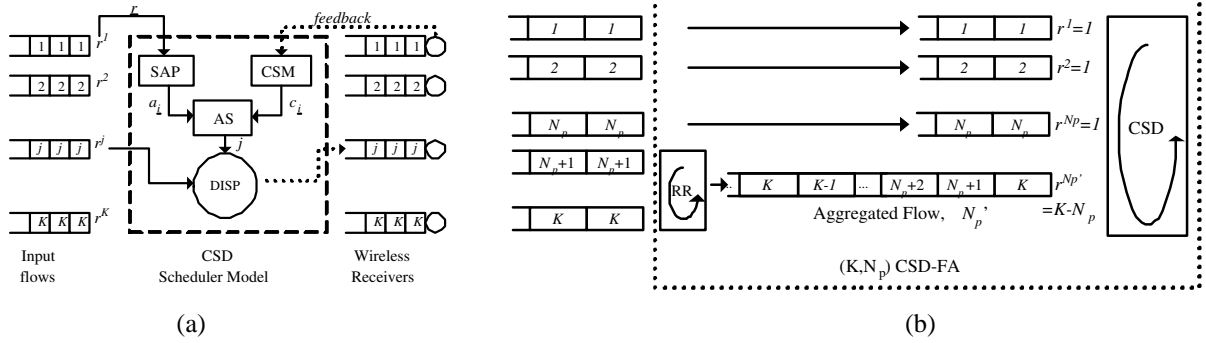 r
feedback
1 1 1 r^1
1 1 1
SAP
CSM
2 2 2 r^2
2 2 2
a_i
c_i
AS
j
j j j r^j
j j j
DISP
K K K r^K
K K K
Input
flows
CSD
Scheduler Model
Wireless
Receivers
(a)
1 1
1 1 r^1=1
2 2
2 2 r^2=1
N_p N_p
N_p N_p r^Np=1
CSD
N_p+1 N_p+1
RR
.. K K-1 ... N_p+2 N_p+1 K r^Np'
=K-N_p
Aggregated Flow, N_p'
K K
(K,N_p) CSD-FA
(b)